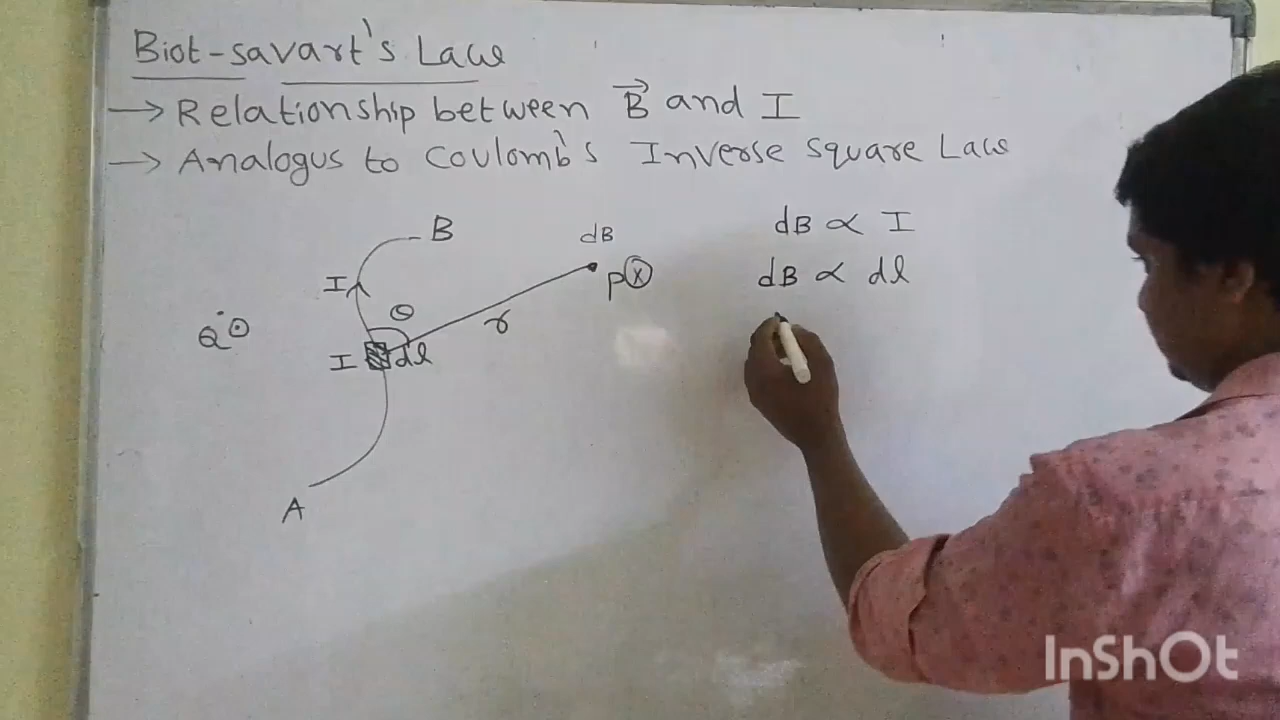 Biot-savart's Law
→ Relationship between B⃗ and I
→ Analogus to Coulomb's Inverse Square Law
B
dB
dB ∝ I
I
P ⓧ
dB ∝ dl
θ
r
Q ⊙
I dl
A
InShOt